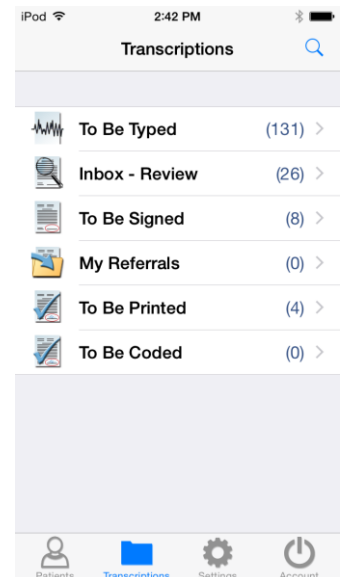 iPod 2:42 PM
Transcriptions
To Be Typed (131)
Inbox - Review (26)
To Be Signed (8)
My Referrals (0)
To Be Printed (4)
To Be Coded (0)
Patients Transcriptions Settings Account